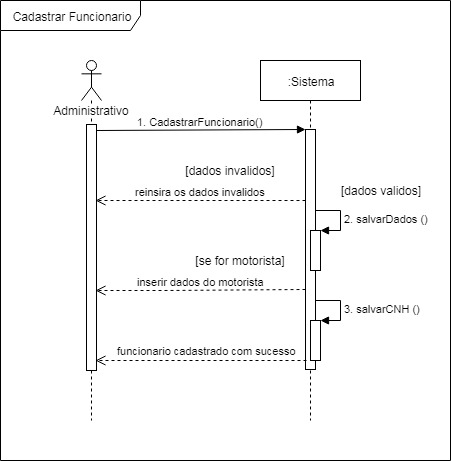 Cadastrar Funcionario
Administrativo
:Sistema
1. CadastrarFuncionario()
[dados invalidos]
reinsira os dados invalidos
[dados validos]
2. salvarDados ()
[se for motorista]
inserir dados do motorista
3. salvarCNH ()
funcionario cadastrado com sucesso